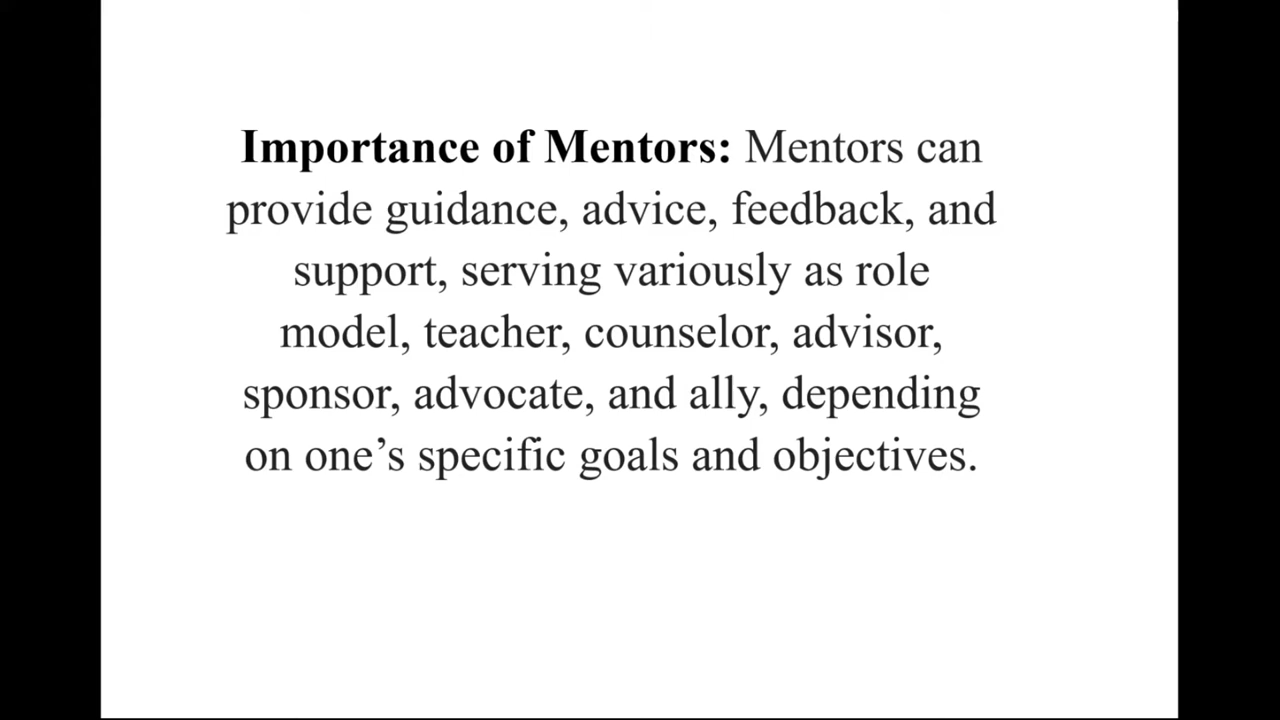 Importance of Mentors: Mentors can
provide guidance, advice, feedback, and
support, serving variously as role
model, teacher, counselor, advisor,
sponsor, advocate, and ally, depending
on one’s specific goals and objectives.